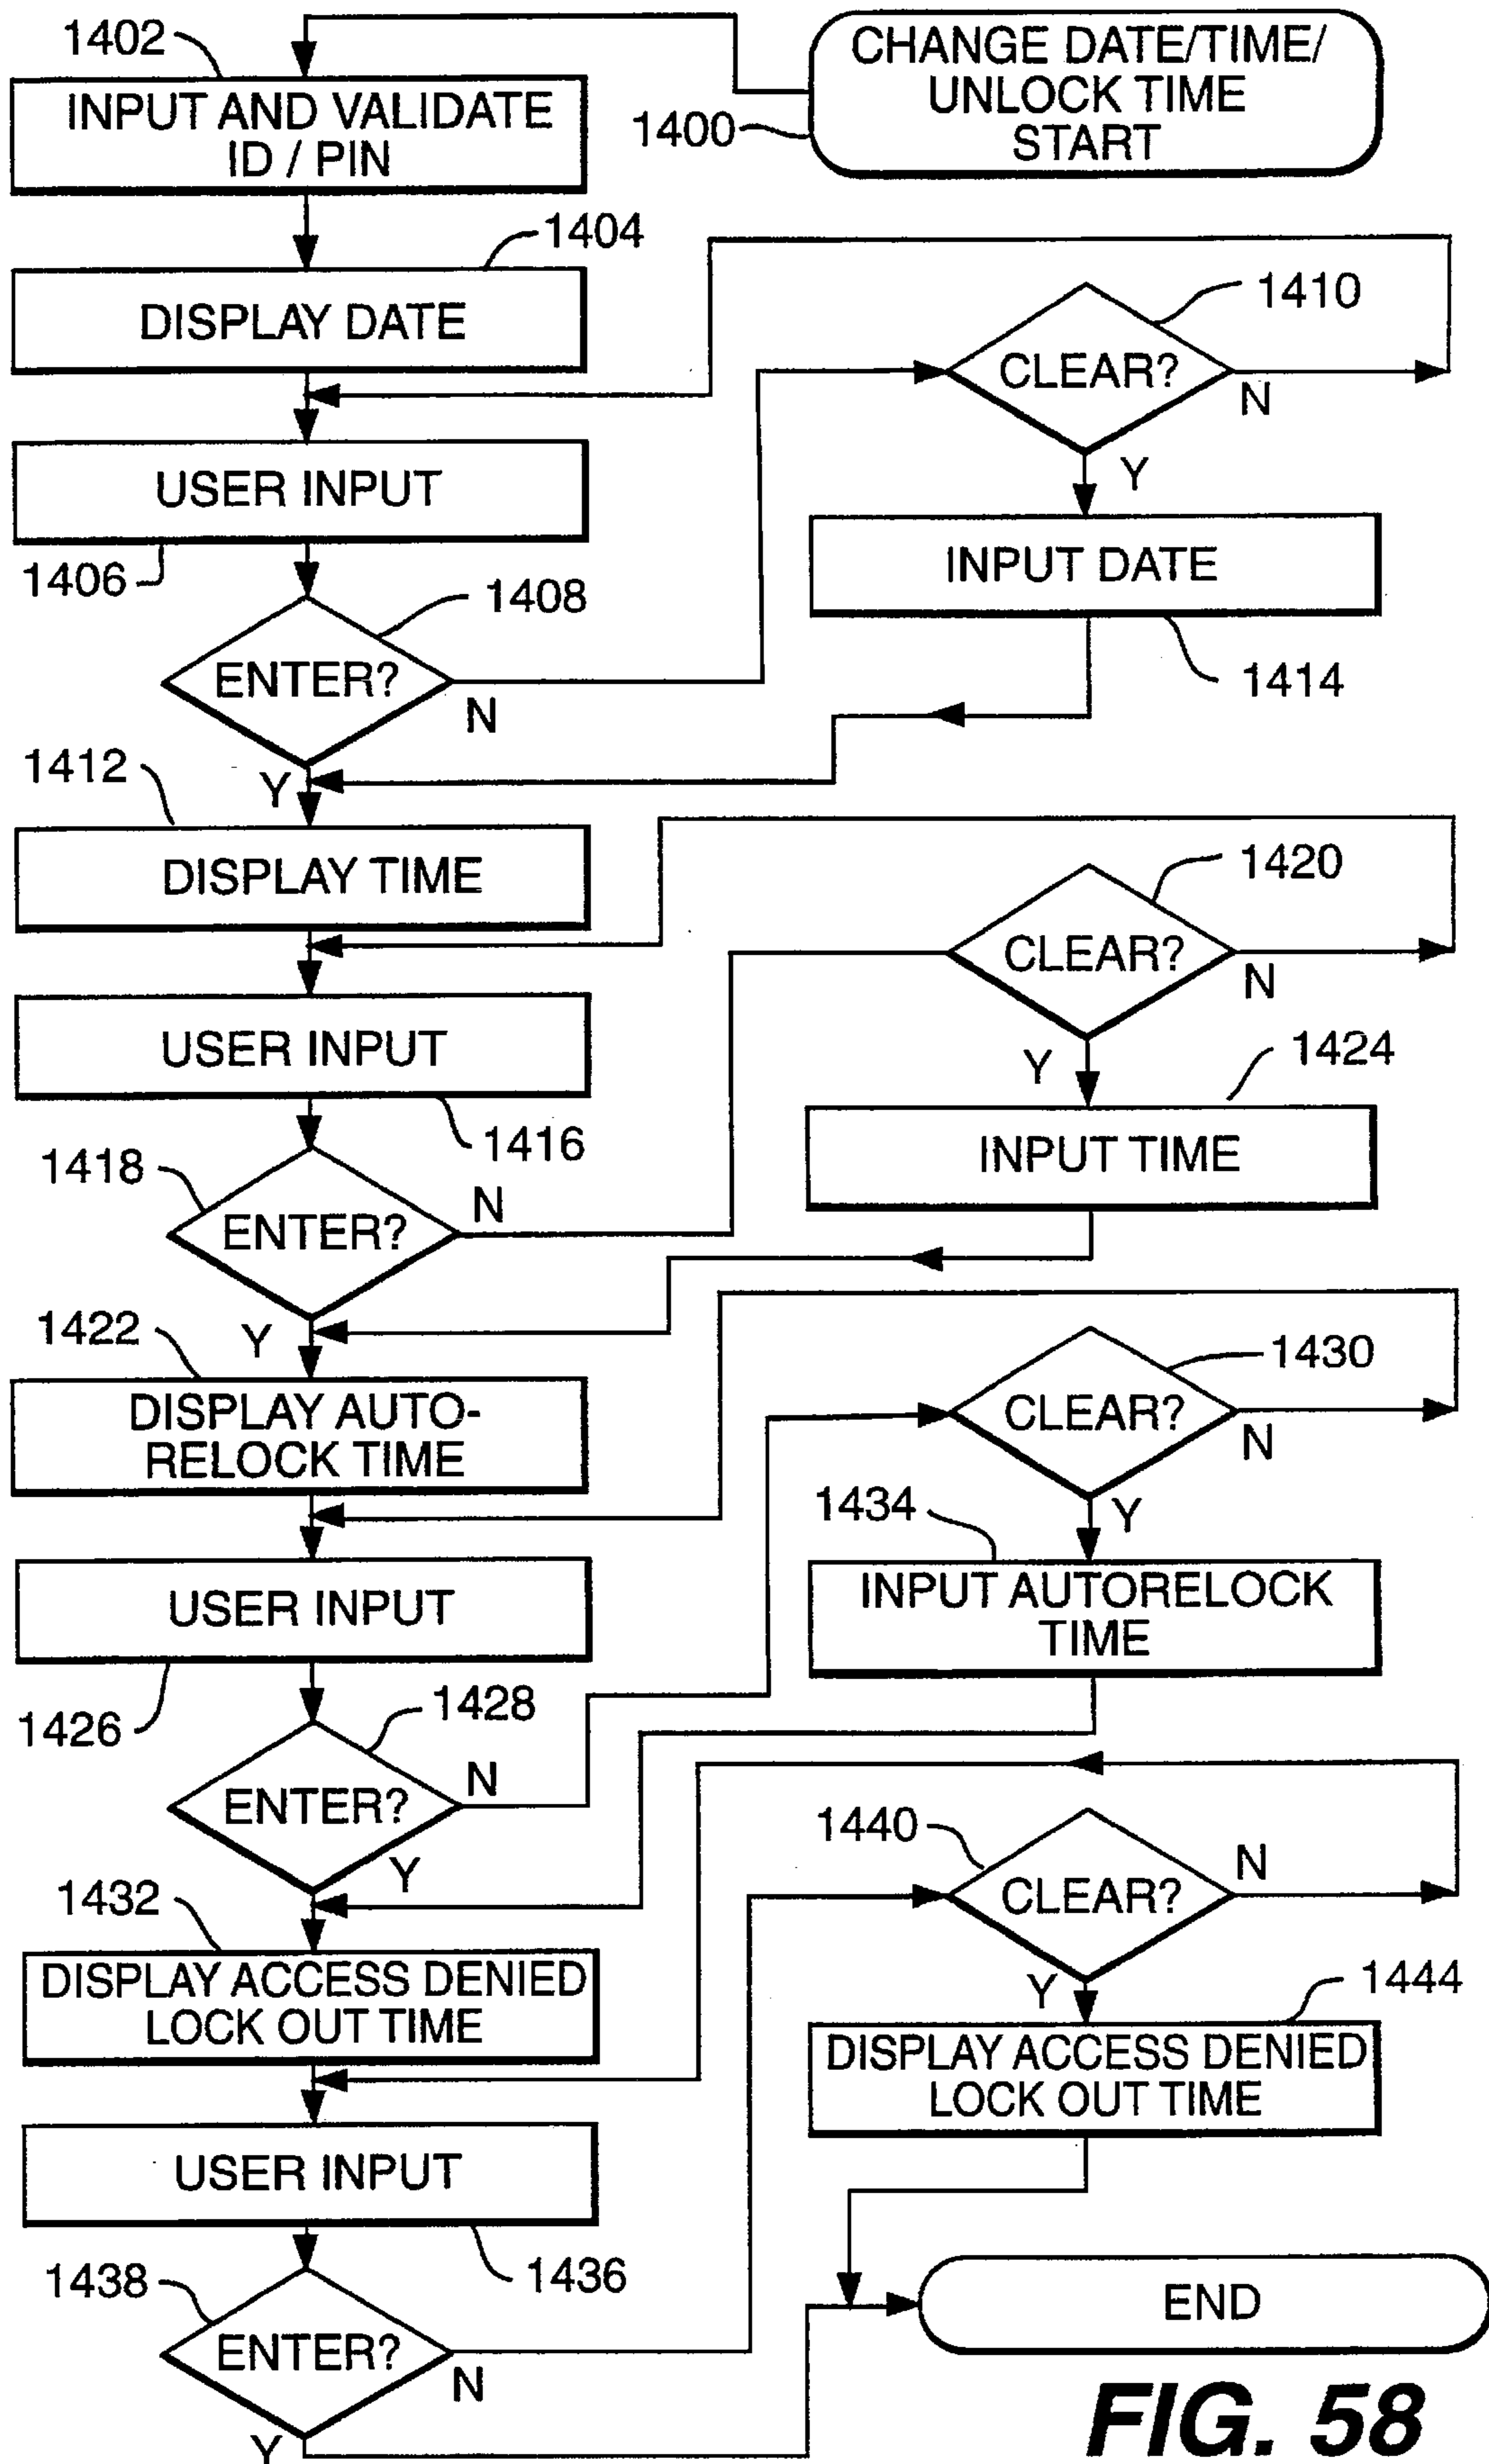 1402
CHANGE DATE/TIME/
UNLOCK TIME
START
1400
INPUT AND VALIDATE
ID / PIN
1404
DISPLAY DATE
1410
CLEAR?
N
Y
USER INPUT
1406
INPUT DATE
1414
1408
ENTER?
N
Y
1412
DISPLAY TIME
1420
CLEAR?
N
Y
USER INPUT
1416
1424
INPUT TIME
1418
ENTER?
N
Y
1422
DISPLAY AUTO-
RELOCK TIME
1430
CLEAR?
N
Y
1434
INPUT AUTORELOCK
TIME
USER INPUT
1426
1428
ENTER?
N
Y
1432
DISPLAY ACCESS DENIED
LOCK OUT TIME
1440
CLEAR?
N
Y
1444
DISPLAY ACCESS DENIED
LOCK OUT TIME
USER INPUT
1436
1438
ENTER?
N
Y
END
FIG. 58